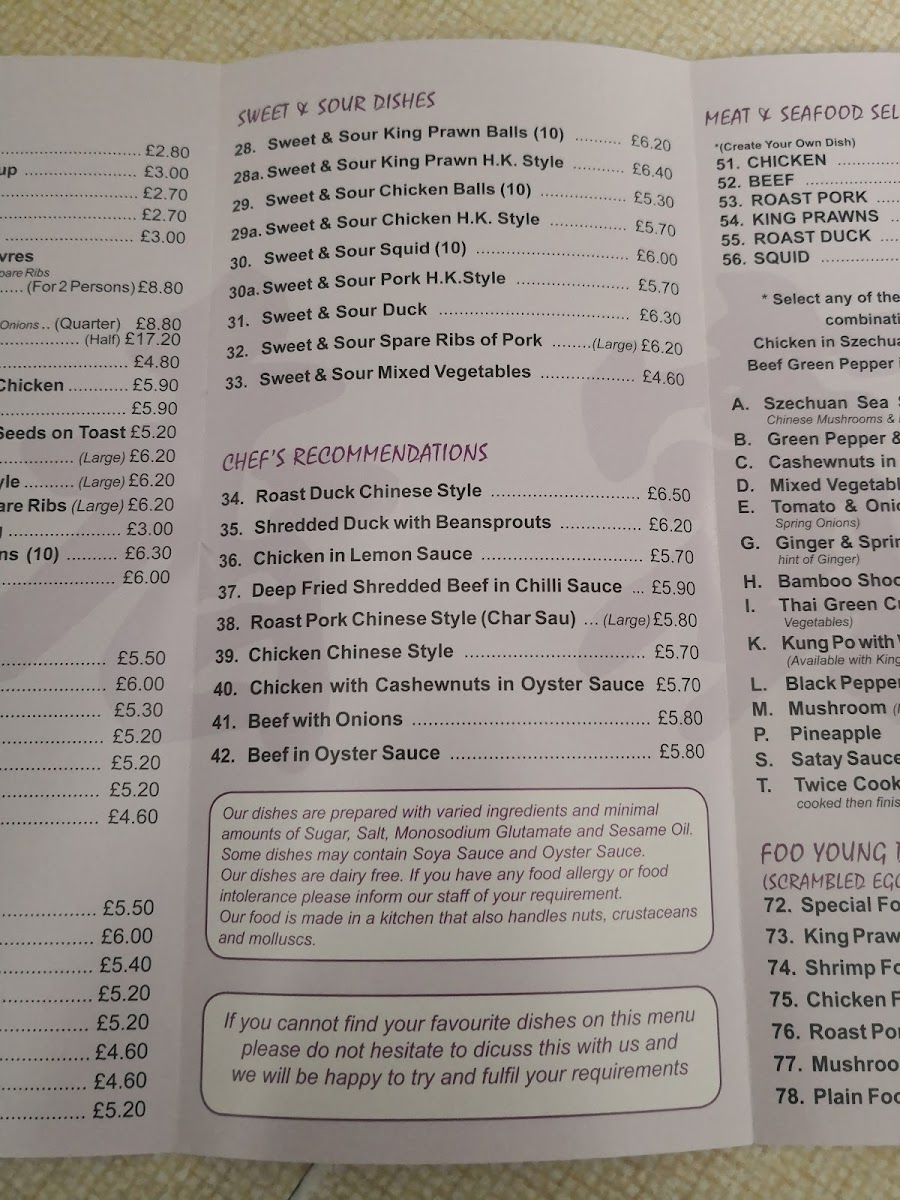 £2.80
up £3.00
£2.70
£2.70
£3.00
vres
pare Ribs
(For 2 Persons) £8.80
Onions .. (Quarter) £8.80
(Half) £17.20
£4.80
Chicken £5.90
£5.90
Seeds on Toast £5.20
(Large) £6.20
yle (Large) £6.20
are Ribs (Large) £6.20
£3.00
ns (10) £6.30
£6.00
£5.50
£6.00
£5.30
£5.20
£5.20
£5.20
£4.60
£5.50
£6.00
£5.40
£5.20
£5.20
£4.60
£4.60
£5.20
SWEET & SOUR DISHES
28. Sweet & Sour King Prawn Balls (10) £6.20
28a. Sweet & Sour King Prawn H.K. Style £6.40
29. Sweet & Sour Chicken Balls (10) £5.30
29a. Sweet & Sour Chicken H.K. Style £5.70
30. Sweet & Sour Squid (10) £6.00
30a. Sweet & Sour Pork H.K.Style £5.70
31. Sweet & Sour Duck £6.30
32. Sweet & Sour Spare Ribs of Pork (Large) £6.20
33. Sweet & Sour Mixed Vegetables £4.60
CHEF'S RECOMMENDATIONS
34. Roast Duck Chinese Style £6.50
35. Shredded Duck with Beansprouts £6.20
36. Chicken in Lemon Sauce £5.70
37. Deep Fried Shredded Beef in Chilli Sauce ... £5.90
38. Roast Pork Chinese Style (Char Sau) ... (Large) £5.80
39. Chicken Chinese Style £5.70
40. Chicken with Cashewnuts in Oyster Sauce £5.70
41. Beef with Onions £5.80
42. Beef in Oyster Sauce £5.80
Our dishes are prepared with varied ingredients and minimal
amounts of Sugar, Salt, Monosodium Glutamate and Sesame Oil.
Some dishes may contain Soya Sauce and Oyster Sauce.
Our dishes are dairy free. If you have any food allergy or food
intolerance please inform our staff of your requirement.
Our food is made in a kitchen that also handles nuts, crustaceans
and molluscs.
If you cannot find your favourite dishes on this menu
please do not hesitate to dicuss this with us and
we will be happy to try and fulfil your requirements
MEAT & SEAFOOD SEL
*(Create Your Own Dish)
51. CHICKEN
52. BEEF
53. ROAST PORK
54. KING PRAWNS
55. ROAST DUCK
56. SQUID
* Select any of the
combinati
Chicken in Szechua
Beef Green Pepper
A. Szechuan Sea
Chinese Mushrooms &
B. Green Pepper &
C. Cashewnuts in
D. Mixed Vegetabl
E. Tomato & Onio
Spring Onions)
G. Ginger & Sprin
hint of Ginger)
H. Bamboo Shoo
I. Thai Green Cu
Vegetables)
K. Kung Po with
(Available with King
L. Black Pepper
M. Mushroom
P. Pineapple
S. Satay Sauce
T. Twice Cook
cooked then finis
FOO YOUNG
(SCRAMBLED EGG
72. Special Fo
73. King Praw
74. Shrimp Fo
75. Chicken F
76. Roast Por
77. Mushroo
78. Plain Foo